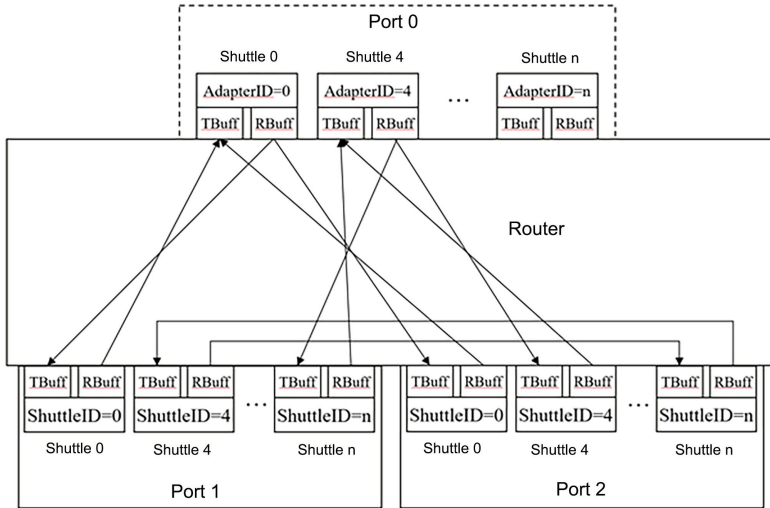 Port 0
Shuttle 0 Shuttle 4 Shuttle n
AdapterID=0 AdapterID=4 ... AdapterID=n
TBuff RBuff TBuff RBuff TBuff RBuff
Router
TBuff RBuff TBuff RBuff TBuff RBuff TBuff RBuff TBuff RBuff TBuff RBuff
ShuttleID=0 ShuttleID=4 ... ShuttleID=n ShuttleID=0 ShuttleID=4 ... ShuttleID=n
Shuttle 0 Shuttle 4 Shuttle n Shuttle 0 Shuttle 4 Shuttle n
Port 1 Port 2